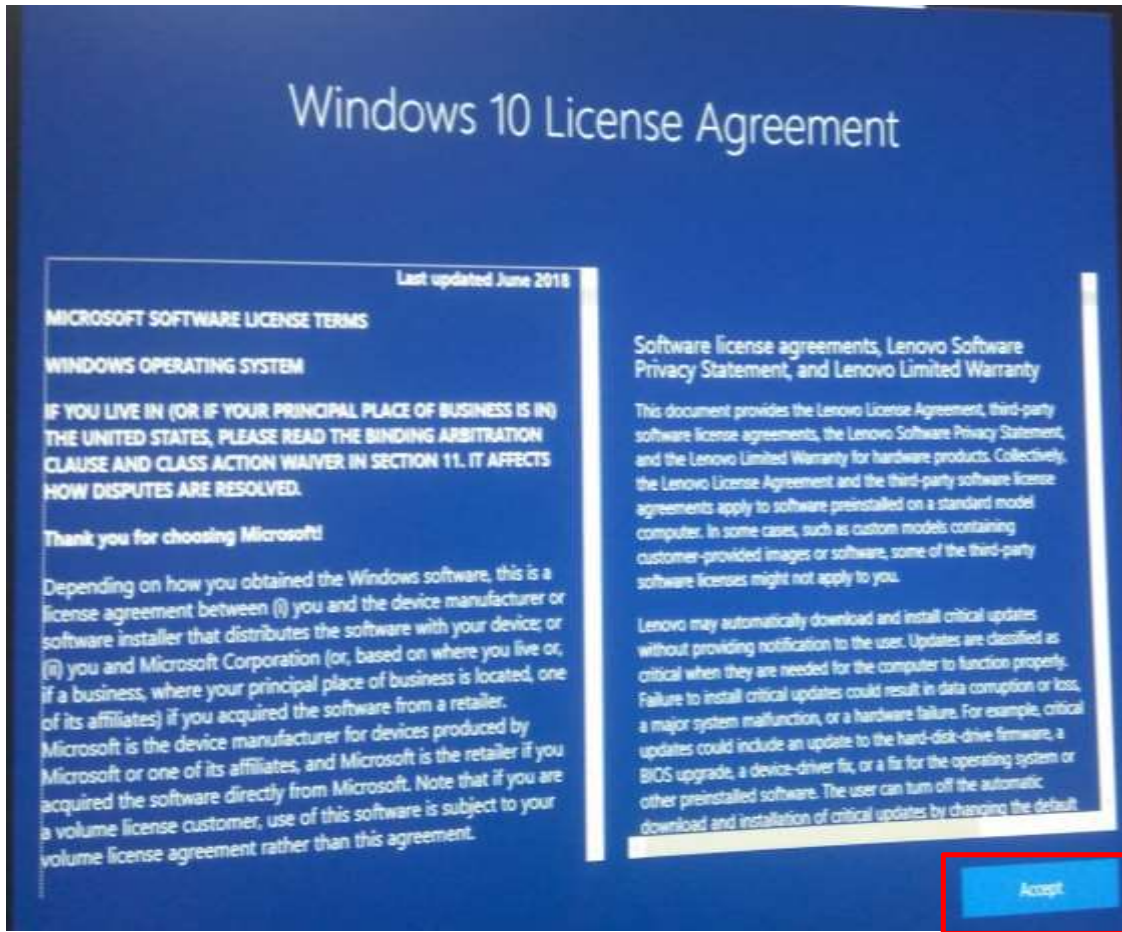 Windows 10 License Agreement
Last updated June 2018
MICROSOFT SOFTWARE LICENSE TERMS
WINDOWS OPERATING SYSTEM
IF YOU LIVE IN (OR IF YOUR PRINCIPAL PLACE OF BUSINESS IS IN)
THE UNITED STATES, PLEASE READ THE BINDING ARBITRATION
CLAUSE AND CLASS ACTION WAIVER IN SECTION 11. IT AFFECTS
HOW DISPUTES ARE RESOLVED.
Thank you for choosing Microsoft!
Depending on how you obtained the Windows software, this is a
license agreement between (i) you and the device manufacturer or
software installer that distributes the software with your device; or
(ii) you and Microsoft Corporation (or, based on where you live or,
if a business, where your principal place of business is located, one
of its affiliates) if you acquired the software from a retailer.
Microsoft is the device manufacturer for devices produced by
Microsoft or one of its affiliates, and Microsoft is the retailer if you
acquired the software directly from Microsoft. Note that if you are
a volume license customer, use of this software is subject to your
volume license agreement rather than this agreement.
Software license agreements, Lenovo Software
Privacy Statement, and Lenovo Limited Warranty
This document provides the Lenovo License Agreement, third-party
software license agreements, the Lenovo Software Privacy Statement,
and the Lenovo Limited Warranty for hardware products. Collectively,
the Lenovo License Agreement and the third-party software license
agreements apply to software preinstalled on a standard model
computer. In some cases, such as custom models containing
customer-provided images or software, some of the third-party
software licenses might not apply to you.
Lenovo may automatically download and install critical updates
without providing notification to the user. Updates are classified as
critical when they are needed for the computer to function properly.
Failure to install critical updates could result in data corruption or loss,
a major system malfunction, or a hardware failure. For example, critical
updates could include an update to the hard-disk-drive firmware, a
BIOS upgrade, a device-driver fix, or a fix for the operating system or
other preinstalled software. The user can turn off the automatic
download and installation of critical updates by changing the default
Accept